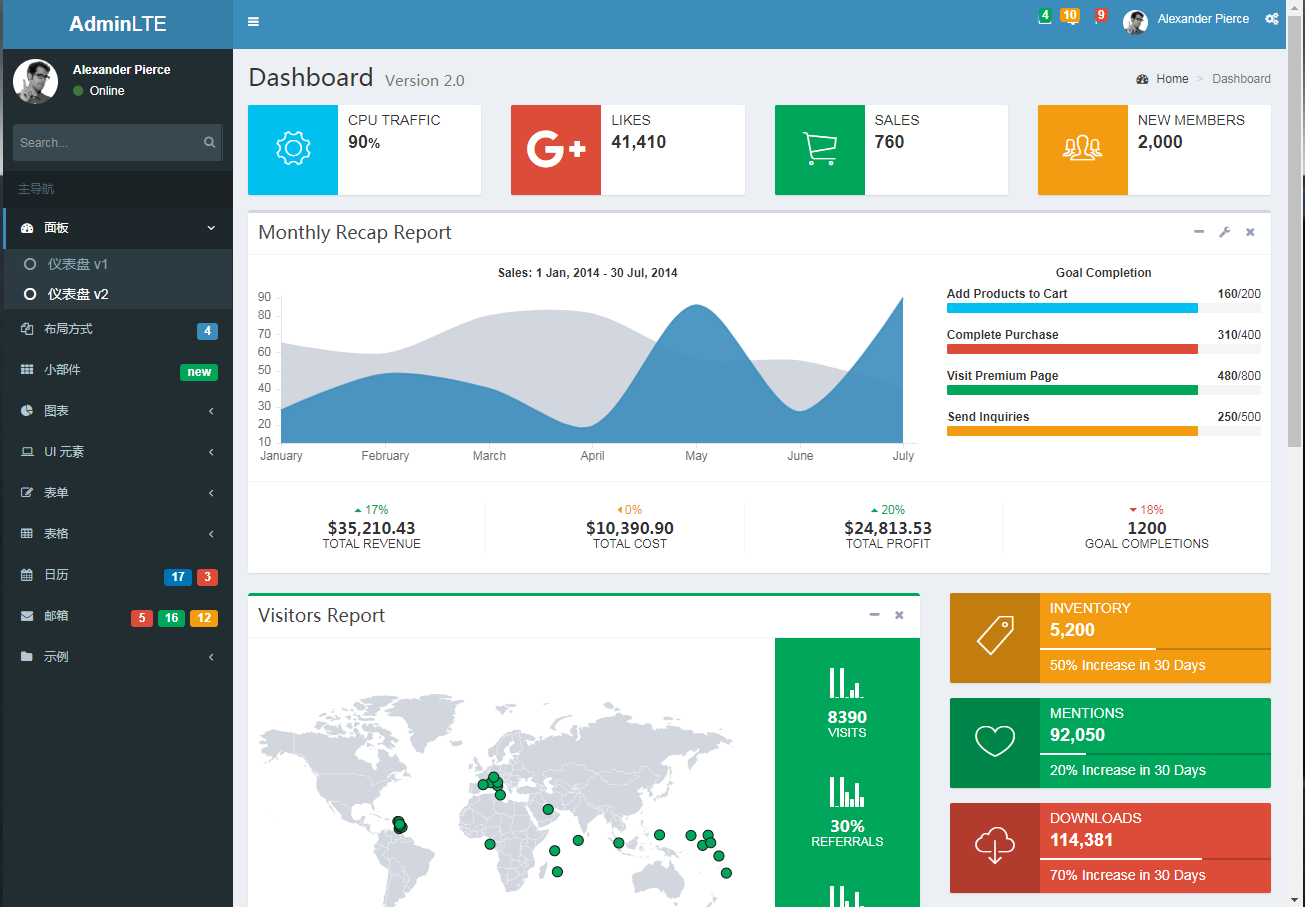 AdminLTE
4
10
9
Alexander Pierce
Alexander Pierce
Online
Search...
主导航
面板
仪表盘 v1
仪表盘 v2
布局方式 4
小部件 new
图表
UI 元素
表单
表格
日历 17 3
邮箱 5 16 12
示例
Dashboard Version 2.0
Home > Dashboard
CPU TRAFFIC
90%
G+
LIKES
41,410
SALES
760
NEW MEMBERS
2,000
Monthly Recap Report
Sales: 1 Jan, 2014 - 30 Jul, 2014
90
80
70
60
50
40
30
20
10
January February March April May June July
Goal Completion
Add Products to Cart 160/200
Complete Purchase 310/400
Visit Premium Page 480/800
Send Inquiries 250/500
17%
$35,210.43
TOTAL REVENUE
0%
$10,390.90
TOTAL COST
20%
$24,813.53
TOTAL PROFIT
18%
1200
GOAL COMPLETIONS
Visitors Report
8390
VISITS
30%
REFERRALS
INVENTORY
5,200
50% Increase in 30 Days
MENTIONS
92,050
20% Increase in 30 Days
DOWNLOADS
114,381
70% Increase in 30 Days